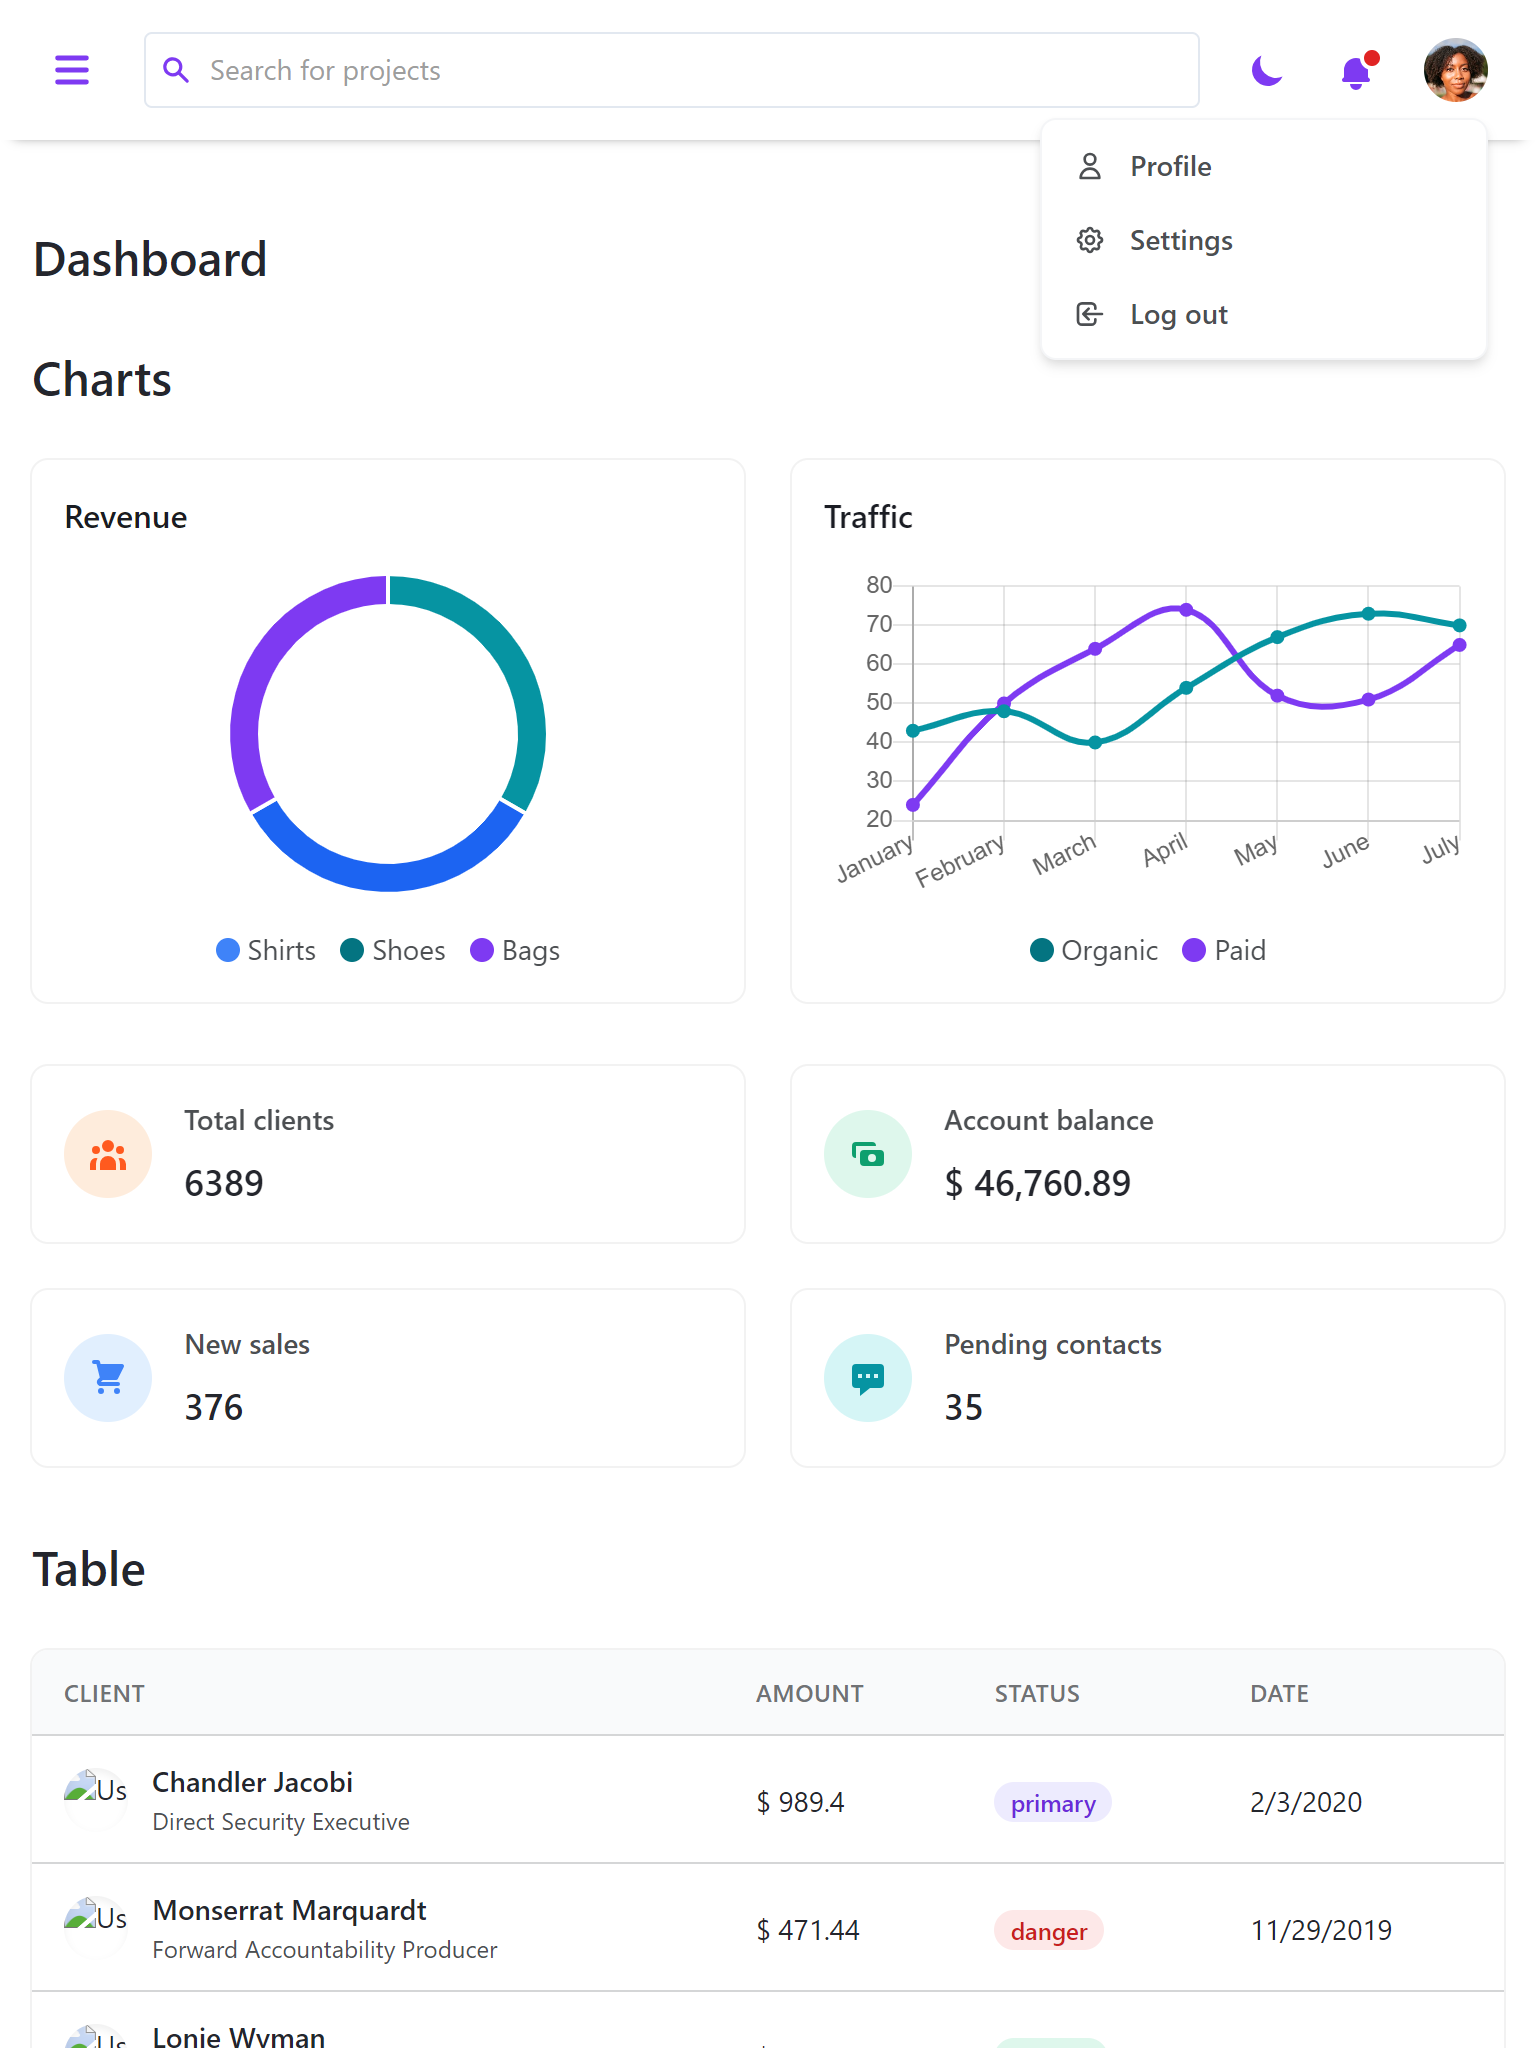 Search for projects
Profile
Settings
Log out
Dashboard
Charts
Revenue
Shirts Shoes Bags
Traffic
80
70
60
50
40
30
20
January February March April May June July
Organic Paid
Total clients
6389
Account balance
$ 46,760.89
New sales
376
Pending contacts
35
Table
CLIENT AMOUNT STATUS DATE
Us Chandler Jacobi
Direct Security Executive
$ 989.4 primary 2/3/2020
Us Monserrat Marquardt
Forward Accountability Producer
$ 471.44 danger 11/29/2019
Us Lonie Wyman